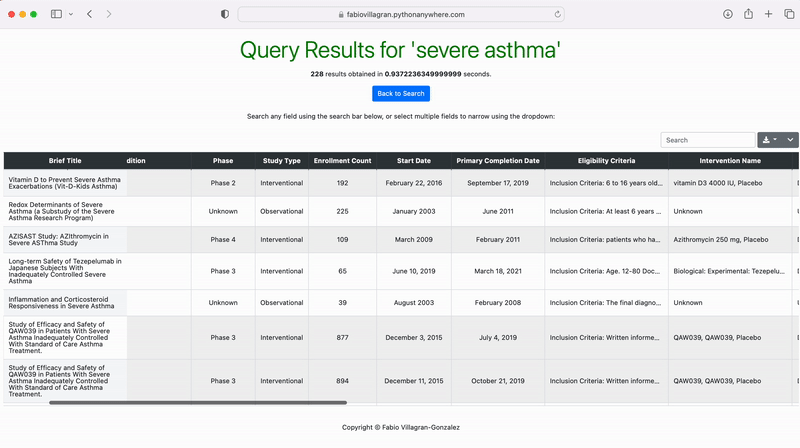 fabiovillagran.pythonanywhere.com
Query Results for 'severe asthma'
228 results obtained in 0.9372236349999999 seconds.
Back to Search
Search any field using the search bar below, or select multiple fields to narrow using the dropdown:
Search
Brief Title dition Phase Study Type Enrollment Count Start Date Primary Completion Date Eligibility Criteria Intervention Name
Vitamin D to Prevent Severe Asthma
Exacerbations (Vit-D-Kids Asthma)
Phase 2 Interventional 192 February 22, 2016 September 17, 2019 Inclusion Criteria: 6 to 16 years old... vitamin D3 4000 IU, Placebo
Redox Determinants of Severe
Asthma (a Substudy of the Severe
Asthma Research Program)
Unknown Observational 225 January 2003 June 2011 Inclusion Criteria: At least 6 years ... Unknown
AZISAST Study: AZIthromycin in
Severe ASThma Study
Phase 4 Interventional 109 March 2009 February 2011 Inclusion Criteria: patients who ha... Azithromycin 250 mg, Placebo
Long-term Safety of Tezepelumab in
Japanese Subjects With
Inadequately Controlled Severe
Asthma
Phase 3 Interventional 65 June 10, 2019 March 18, 2021 Inclusion Criteria: Age. 12-80 Doc... Biological: Experimental: Tezepelu...
Inflammation and Corticosteroid
Responsiveness in Severe Asthma
Unknown Observational 39 August 2003 February 2008 Inclusion Criteria: The final diagno... Unknown
Study of Efficacy and Safety of
QAW039 in Patients With Severe
Asthma Inadequately Controlled
With Standard of Care Asthma
Treatment.
Phase 3 Interventional 877 December 3, 2015 July 4, 2019 Inclusion Criteria: Written informe... QAW039, QAW039, Placebo
Study of Efficacy and Safety of
QAW039 in Patients With Severe
Asthma Inadequately Controlled
With Standard of Care Asthma
Treatment.
Phase 3 Interventional 894 December 11, 2015 October 21, 2019 Inclusion Criteria: Written informe... QAW039, QAW039, Placebo
Copyright © Fabio Villagran-Gonzalez